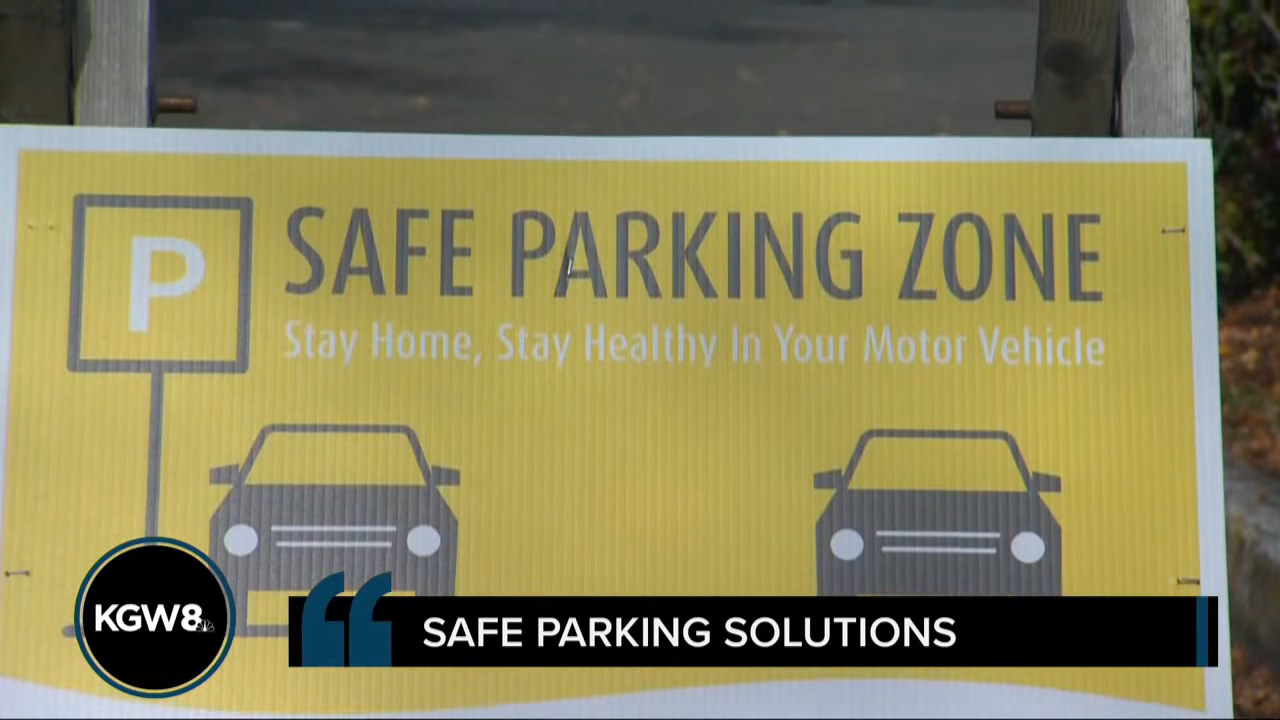 P
SAFE PARKING ZONE
Stay Home, Stay Healthy In Your Motor Vehicle
KGW8
SAFE PARKING SOLUTIONS